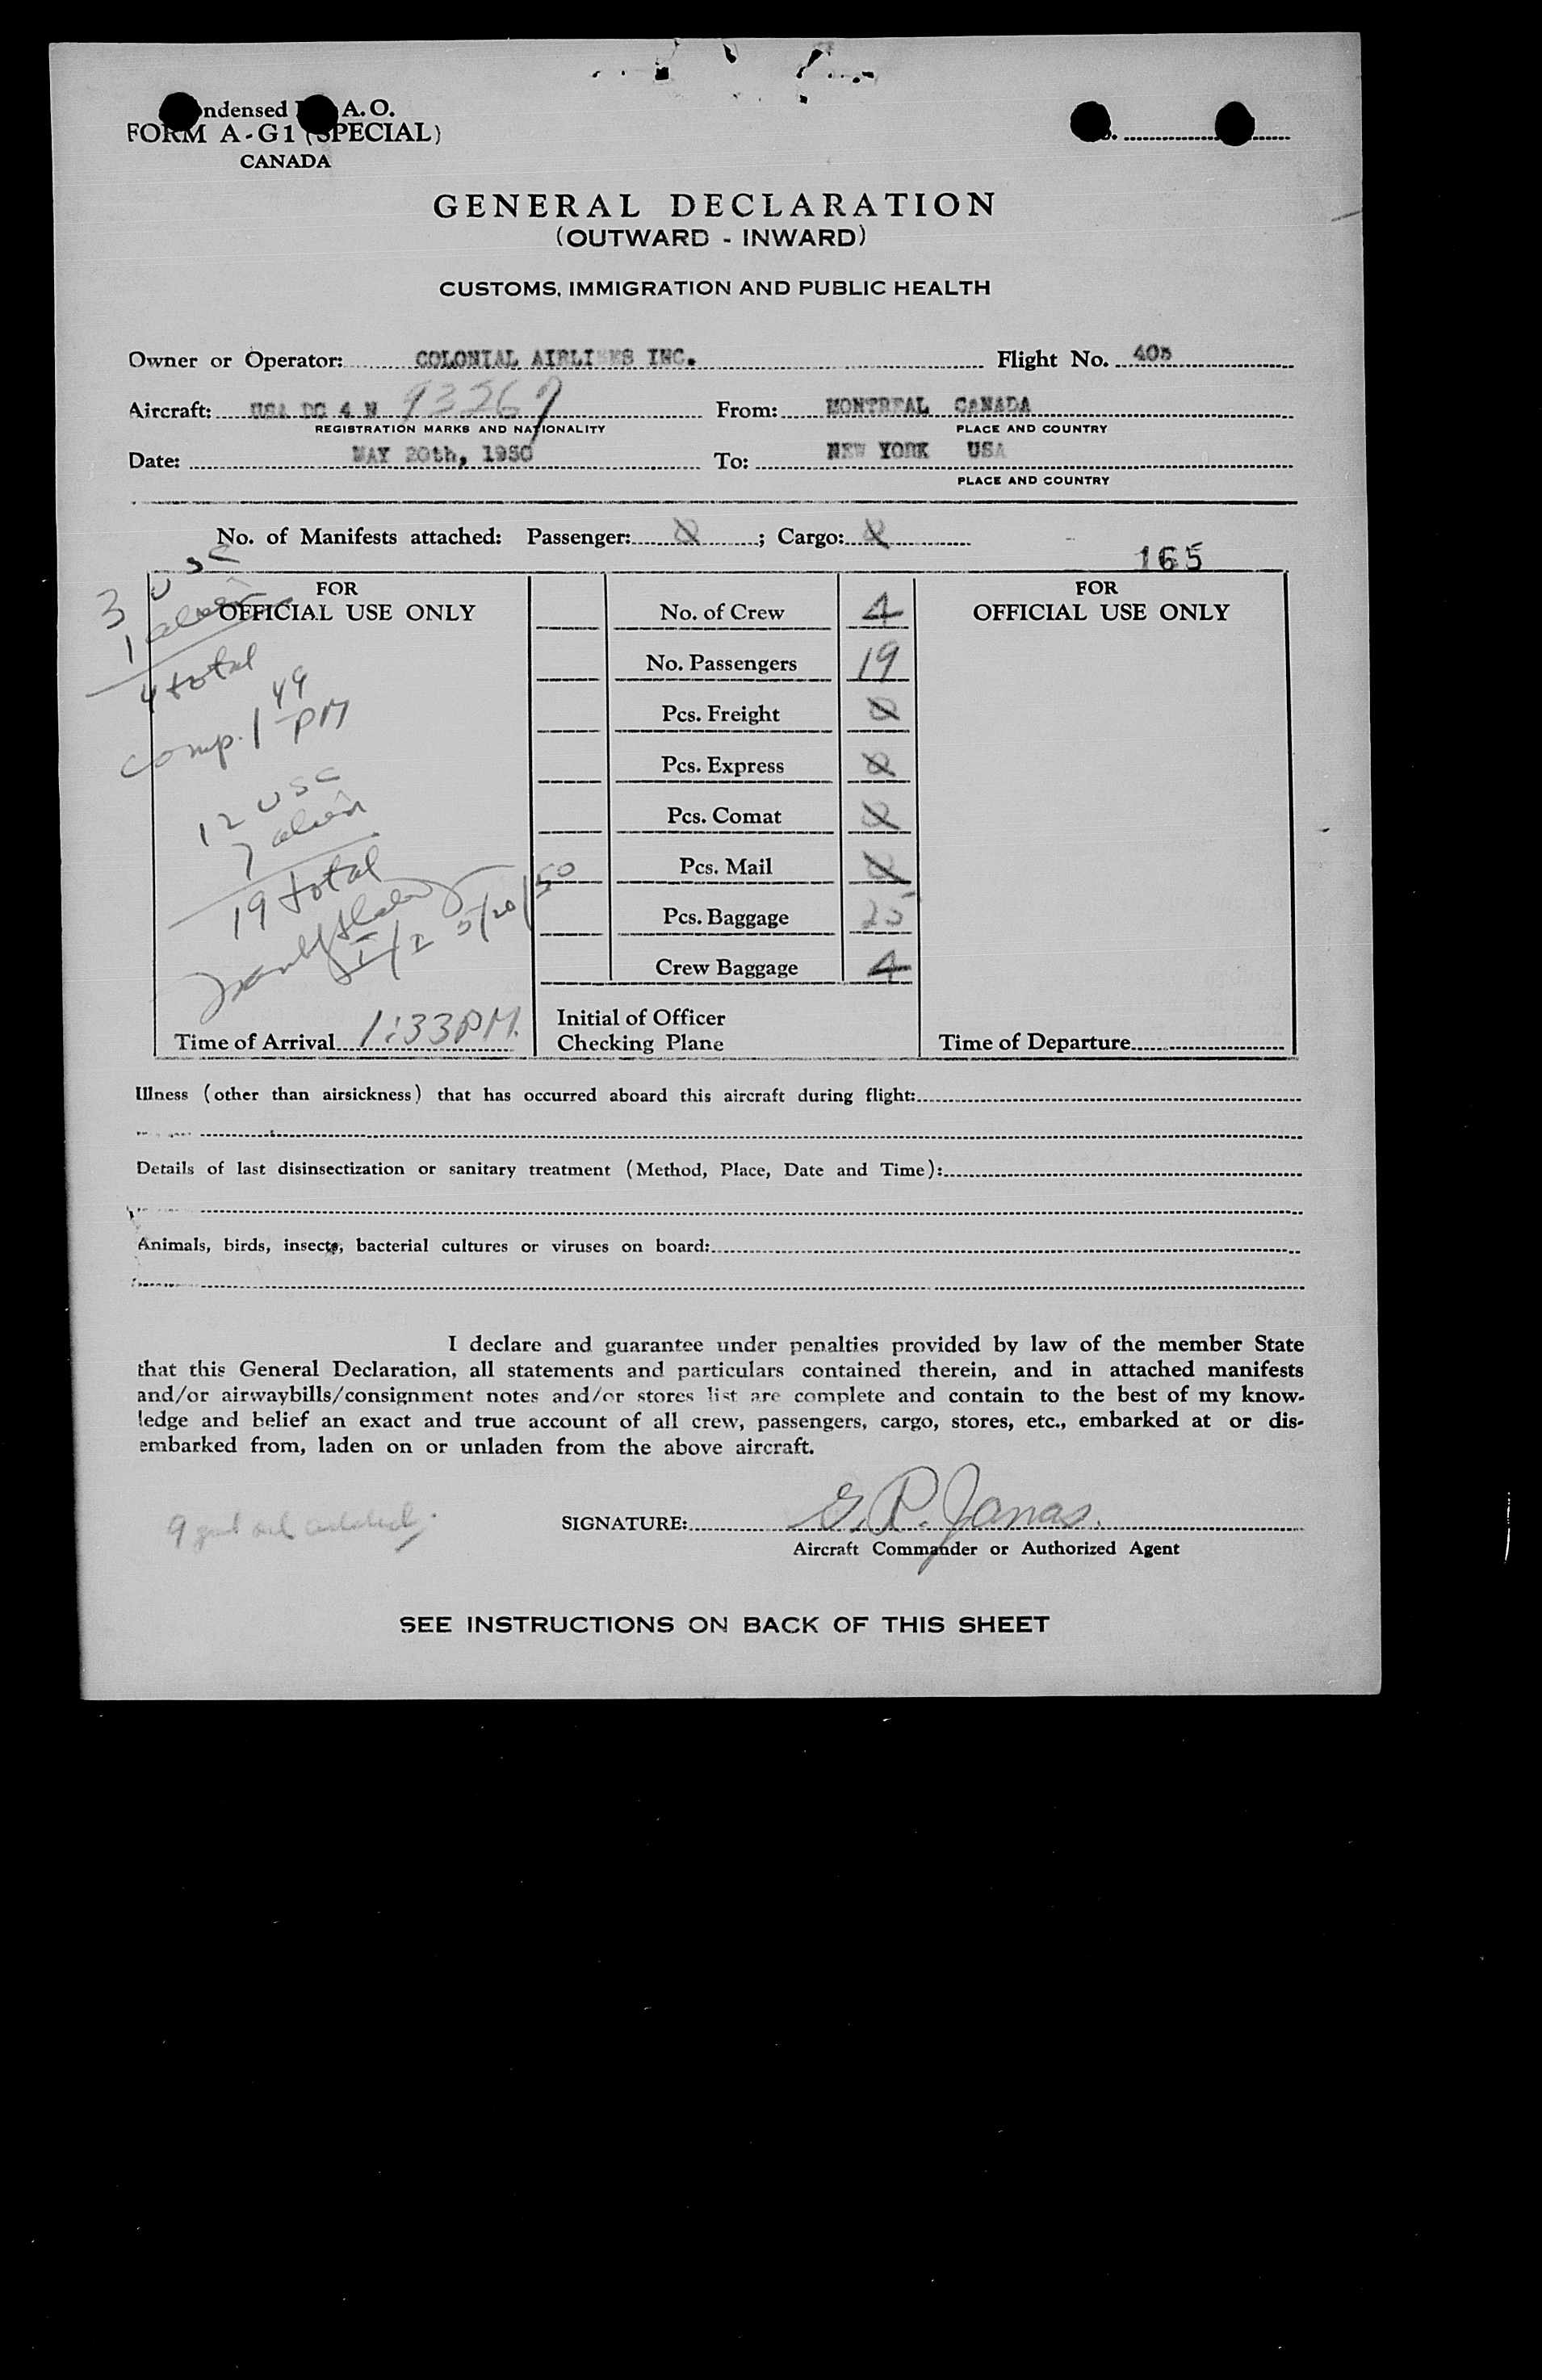 ndensed A. O.
FORM A-G1 (SPECIAL)
CANADA
GENERAL DECLARATION
(OUTWARD - INWARD)
CUSTOMS, IMMIGRATION AND PUBLIC HEALTH
Owner or Operator: COLONIAL AIRLINES INC. Flight No. 405
Aircraft: USA DC 4 N 93267 From: MONTREAL CANADA
REGISTRATION MARKS AND NATIONALITY PLACE AND COUNTRY
Date: MAY 20th, 1950 To: NEW YORK USA
PLACE AND COUNTRY
No. of Manifests attached: Passenger: 0; Cargo: 0
165
3 USC
1 alien
4 total
comp. 1 49 PM
12 USC
7 alien
19 total
5/20/50
FOR
OFFICIAL USE ONLY
Time of Arrival 1:33 PM.
No. of Crew 4
No. Passengers 19
Pcs. Freight 0
Pcs. Express 0
Pcs. Comat 0
Pcs. Mail 0
Pcs. Baggage 25
Crew Baggage 4
Initial of Officer
Checking Plane
FOR
OFFICIAL USE ONLY
Time of Departure
Illness (other than airsickness) that has occurred aboard this aircraft during flight:
Details of last disinsectization or sanitary treatment (Method, Place, Date and Time):
Animals, birds, insects, bacterial cultures or viruses on board:
I declare and guarantee under penalties provided by law of the member State
that this General Declaration, all statements and particulars contained therein, and in attached manifests
and/or airwaybills/consignment notes and/or stores list are complete and contain to the best of my know-
ledge and belief an exact and true account of all crew, passengers, cargo, stores, etc., embarked at or dis-
embarked from, laden on or unladen from the above aircraft.
SIGNATURE: G. P. Janas.
Aircraft Commander or Authorized Agent
SEE INSTRUCTIONS ON BACK OF THIS SHEET